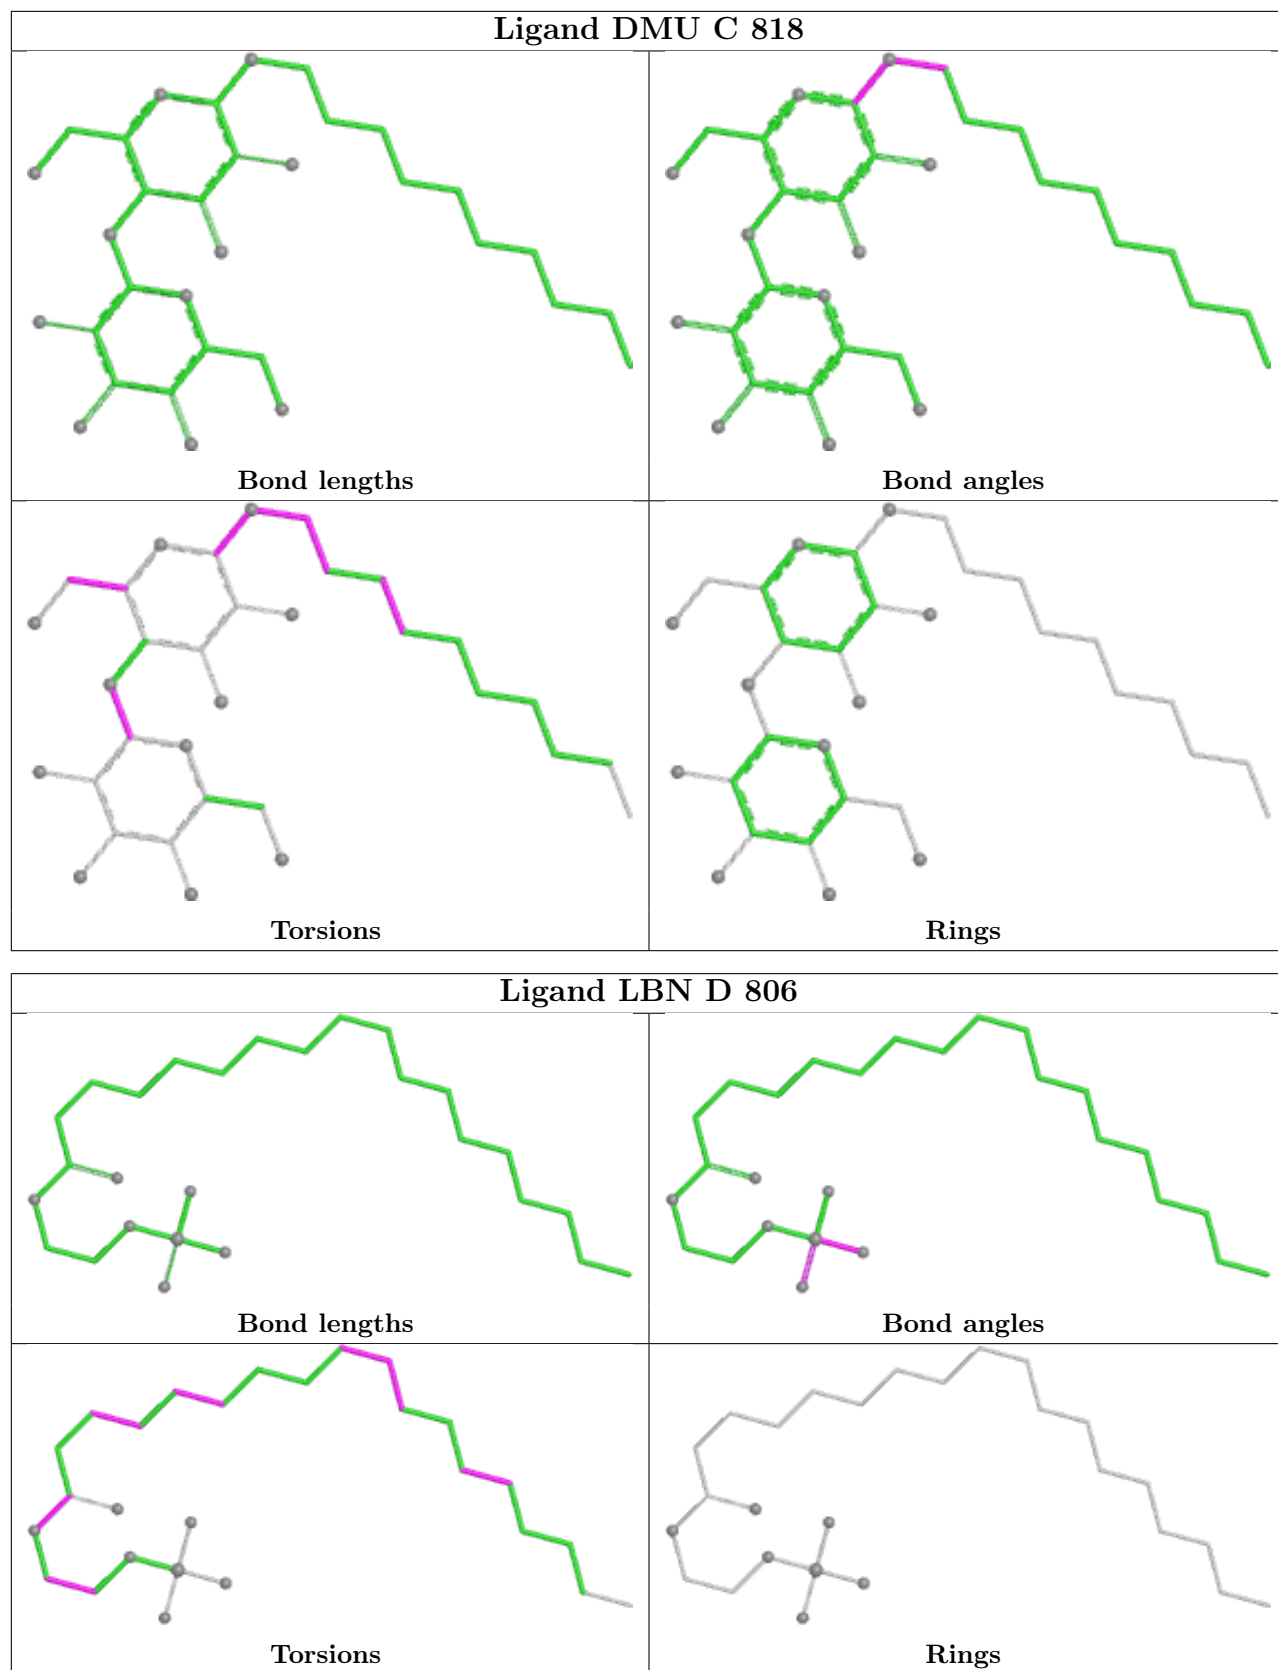 Ligand DMU C 818
Bond lengths
Bond angles
Torsions
Rings
Ligand LBN D 806
Bond lengths
Bond angles
Torsions
Rings